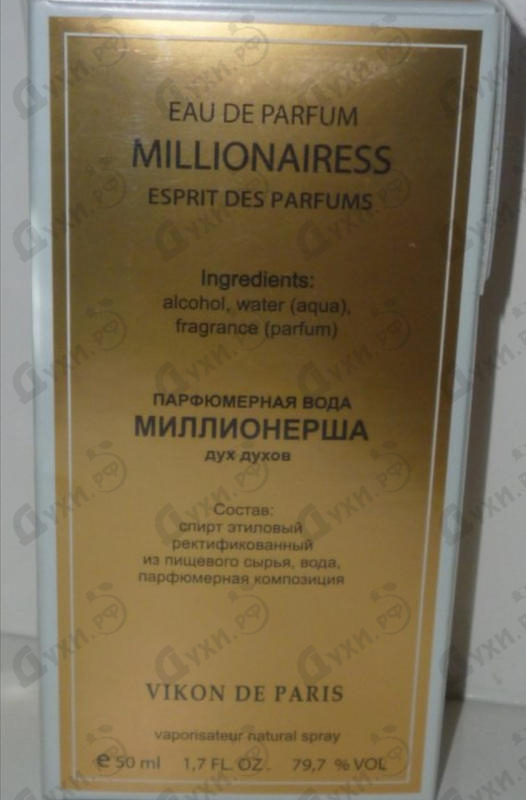 EAU DE PARFUM
MILLIONAIRESS
ESPRIT DES PARFUMS
Ingredients:
alcohol, water (aqua),
fragrance (parfum)
ПАРФЮМЕРНАЯ ВОДА
МИЛЛИОНЕРША
дух духов
Состав:
спирт этиловый
ректификованный
из пищевого сырья, вода,
парфюмерная композиция
VIKON DE PARIS
vaporisateur natural spray
e 50 ml 1,7 FL. OZ. 79,7 % VOL
Духи.рф